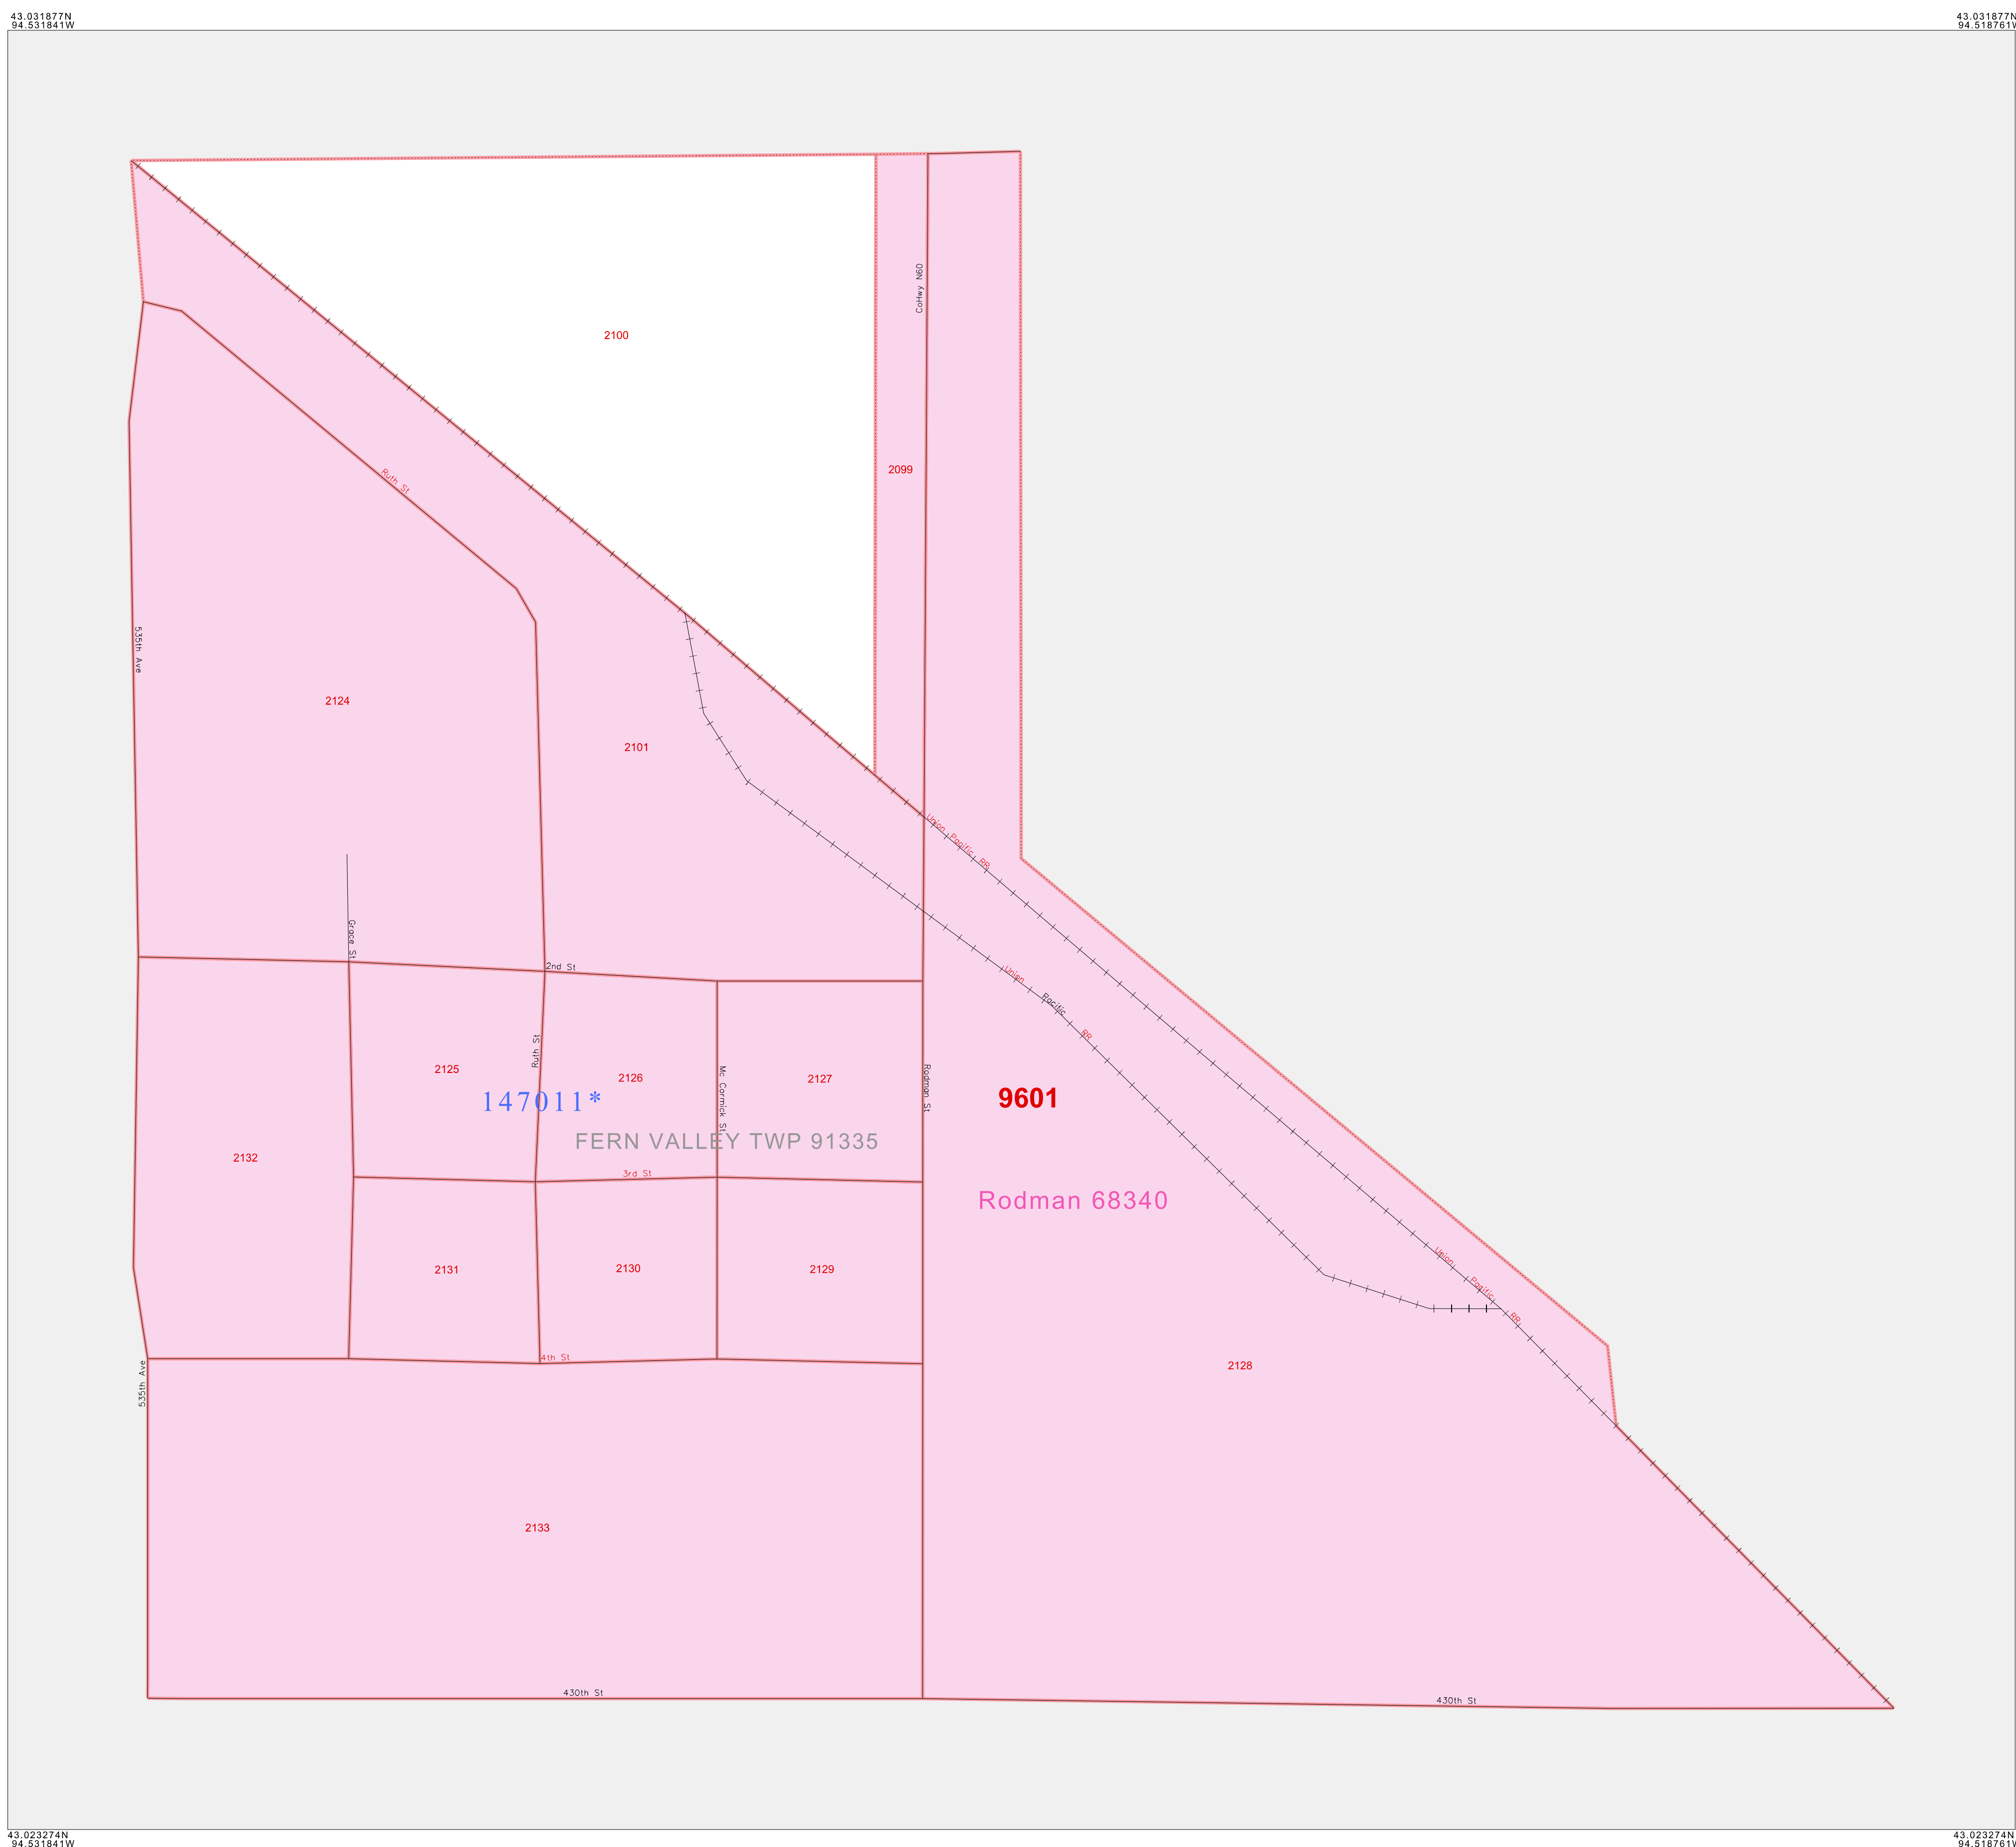 43.031877N
94.531841W
43.031877N
94.518761W
CoHwy N60
2100
2099
Ruth St
535th Ave
2124
2101
Union Pacific RR
Grace St
2nd St
Union Pacific RR
Ruth St
Mc Cormick St
Rodman St
2125
2126
2127
9601
147011*
FERN VALLEY TWP 91335
2132
3rd St
Rodman 68340
Union Pacific RR
2131
2130
2129
4th St
535th Ave
2128
2133
430th St
430th St
43.023274N
94.531841W
43.023274N
94.518761W